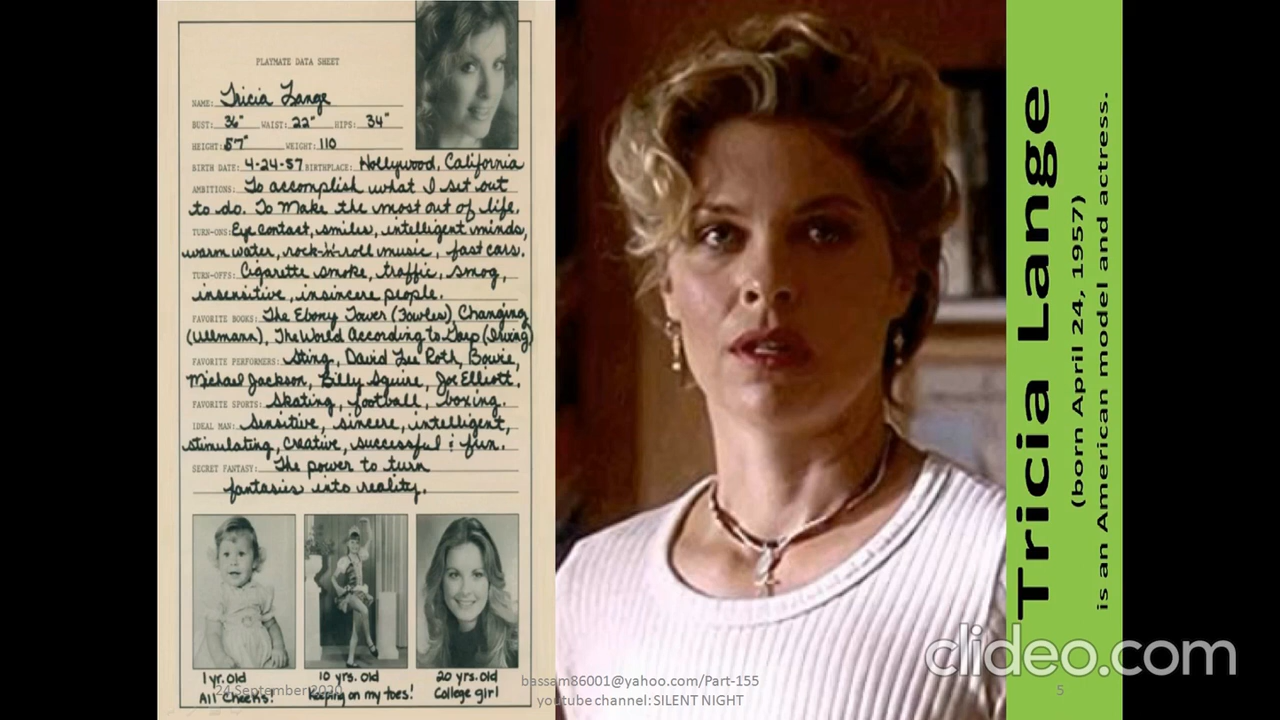 PLAYMATE DATA SHEET
NAME: Tricia Lange
BUST: 36" WAIST: 22" HIPS: 34"
HEIGHT: 5'7" WEIGHT: 110
BIRTH DATE: 4-24-57 BIRTHPLACE: Hollywood, California
AMBITIONS: To accomplish what I set out
to do. To Make the most out of life.
TURN-ONS: Eye contact, smiles, intelligent minds,
warm water, rock-'n'-roll music, fast cars.
TURN-OFFS: Cigarette smoke, traffic, smog,
insensitive, insincere people.
FAVORITE BOOKS: The Ebony Tower (Fowles), Changing
(Ullmann), The World According to Garp (Irving)
FAVORITE PERFORMERS: Sting, David Lee Roth, Bowie,
Michael Jackson, Billy Squire, Joe Elliott.
FAVORITE SPORTS: Skating, football, boxing.
IDEAL MAN: Sensitive, sincere, intelligent,
stimulating, creative, successful & fun.
SECRET FANTASY: The power to turn
fantasies into reality.
1 yr. old
All Cheeks!
10 yrs. old
Keeping on my toes!
20 yrs. old
College girl
Tricia Lange
(born April 24, 1957)
is an American model and actress.
clideo.com
24 September 2020
bassam86001@yahoo.com/Part-155
youtube channel: SILENT NIGHT
5